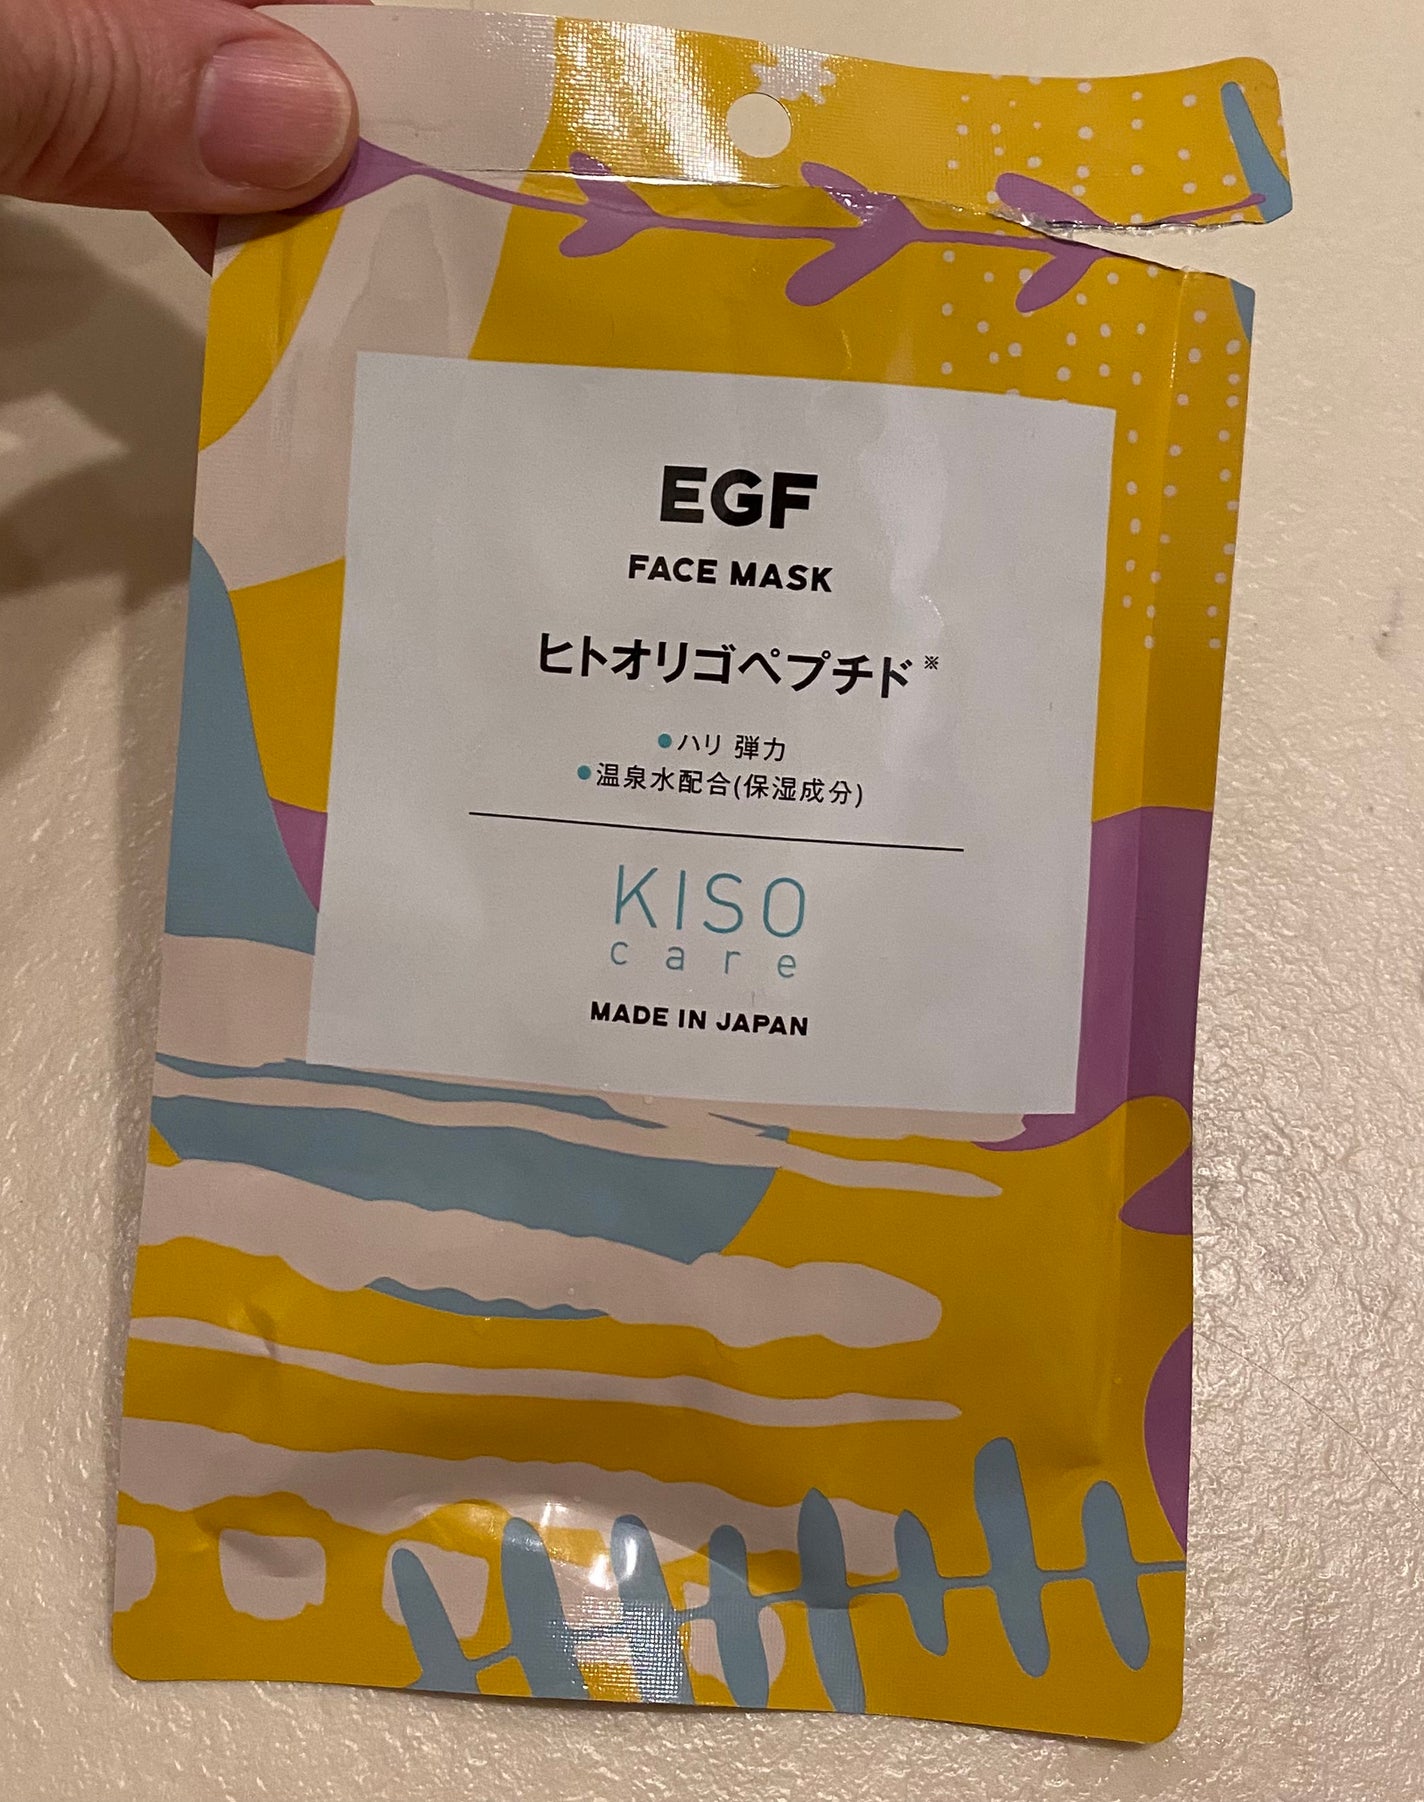 EGF
FACE MASK
ヒトオリゴペプチド※
●ハリ 弾力
●温泉水配合(保湿成分)
KISO
care
MADE IN JAPAN